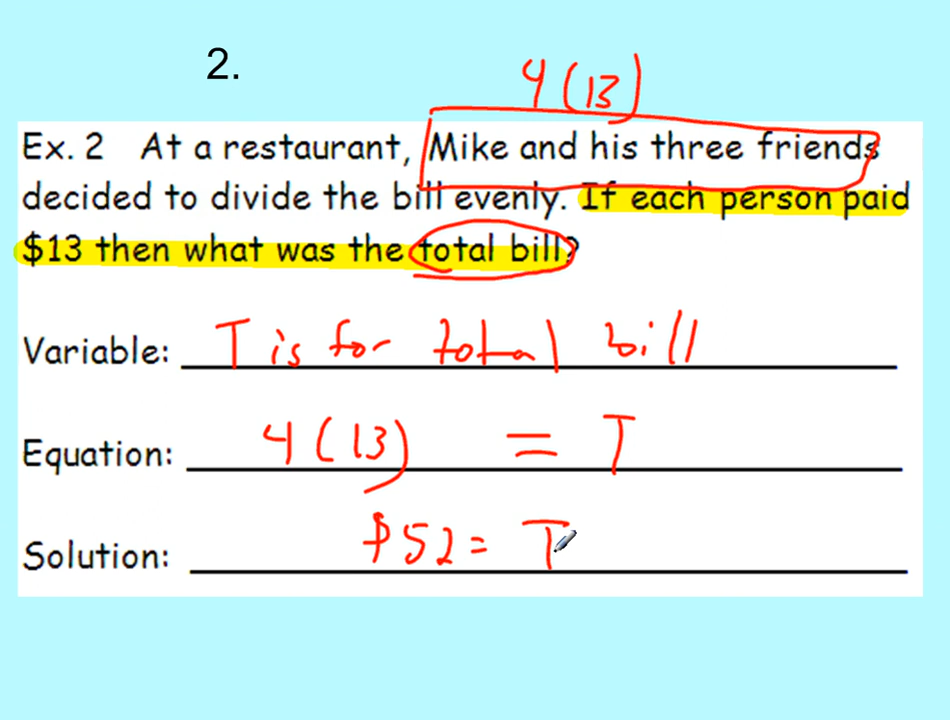 2.
4 (13)
Ex. 2 At a restaurant, Mike and his three friends
decided to divide the bill evenly. If each person paid
$13 then what was the total bill?
Variable: T is for total bill
Equation: 4 (13) = T
Solution: $52 = T